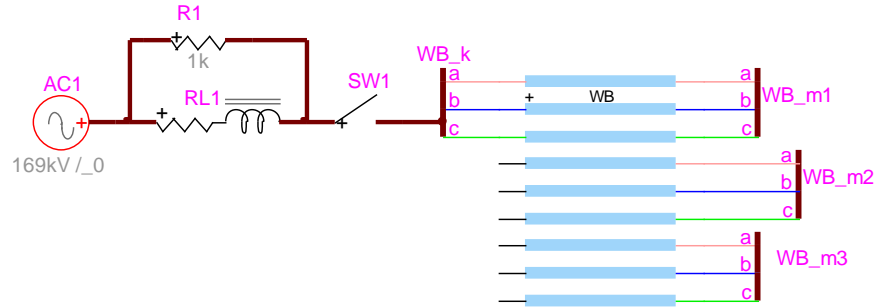 R1
+
1k
AC1
+
169kV /_0
RL1
+
SW1
+
WB_k
a
b
c
+
WB
a
b
c
WB_m1
a
b
c
WB_m2
a
b
c
WB_m3